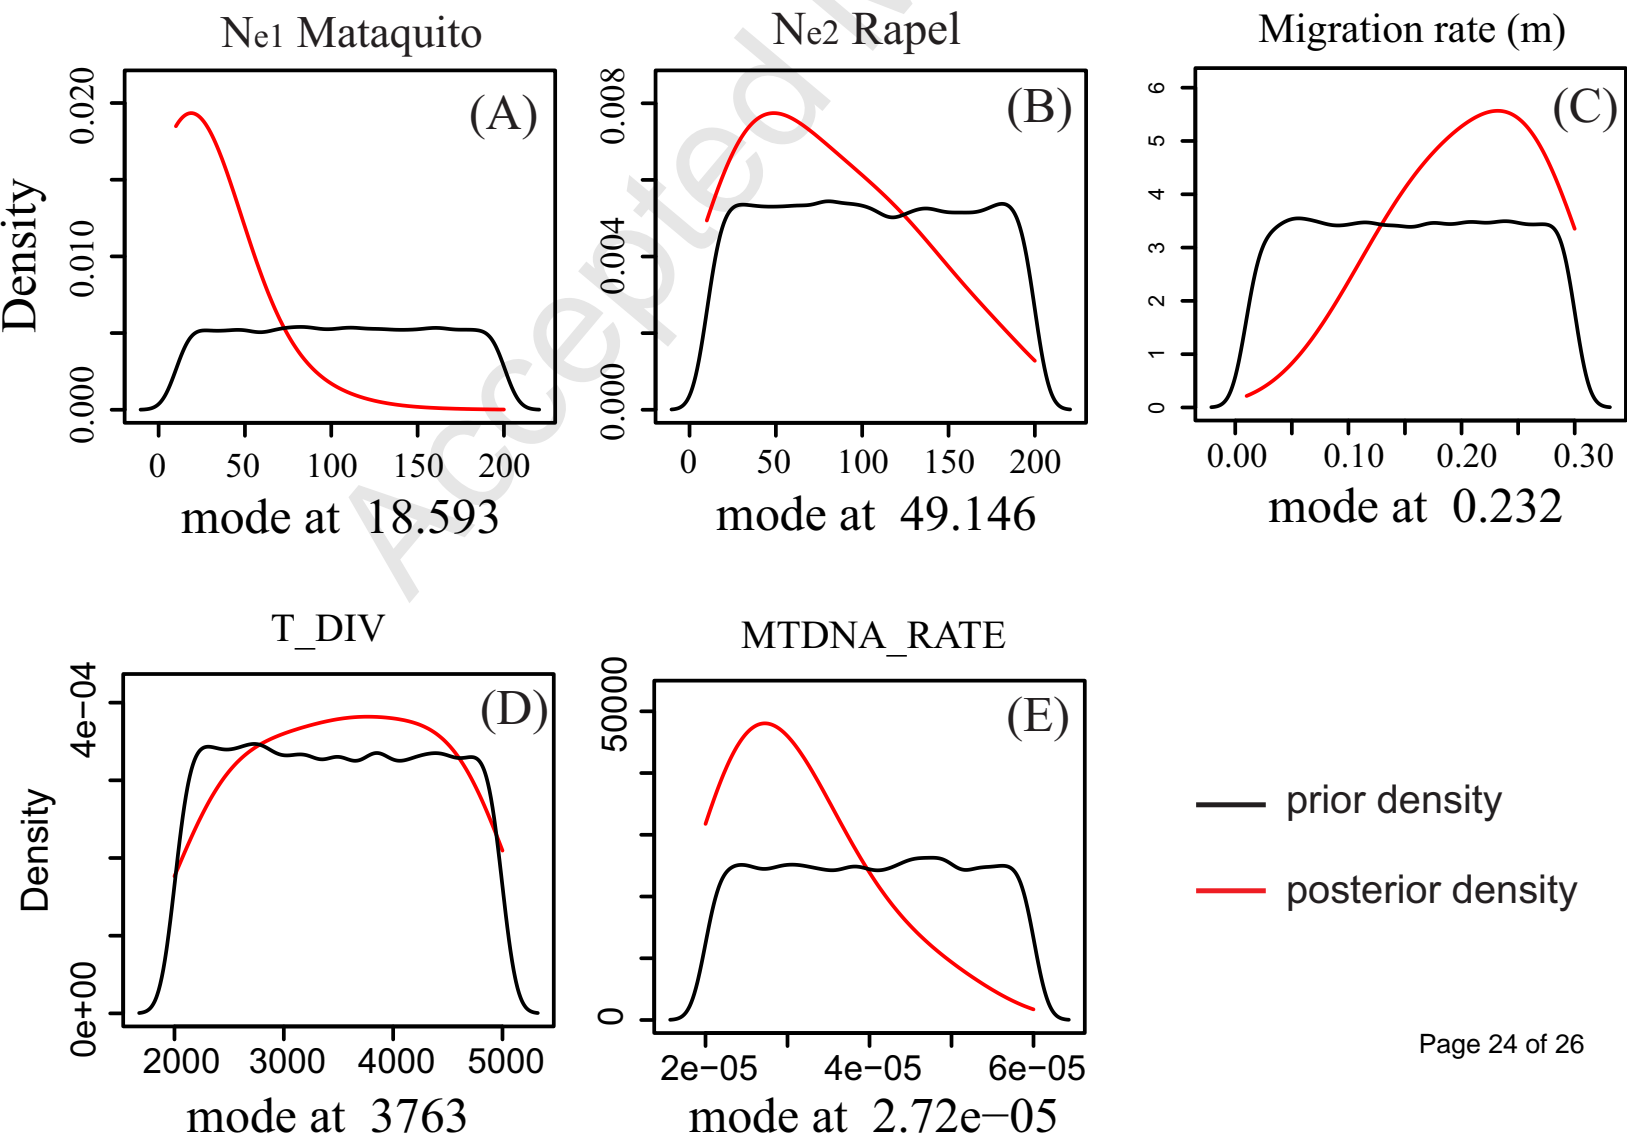 Ne1 Mataquito
Ne2 Rapel
Migration rate (m)
Density
0.000 0.010 0.020
(A)
0 50 100 150 200
mode at 18.593
0.000 0.004 0.008
(B)
0 50 100 150 200
mode at 49.146
0 1 2 3 4 5 6
(C)
0.00 0.10 0.20 0.30
mode at 0.232
Accepted
T_DIV
MTDNA_RATE
Density
0e+00 4e−04
(D)
2000 3000 4000 5000
mode at 3763
0 50000
(E)
2e−05 4e−05 6e−05
mode at 2.72e−05
prior density
posterior density
Page 24 of 26